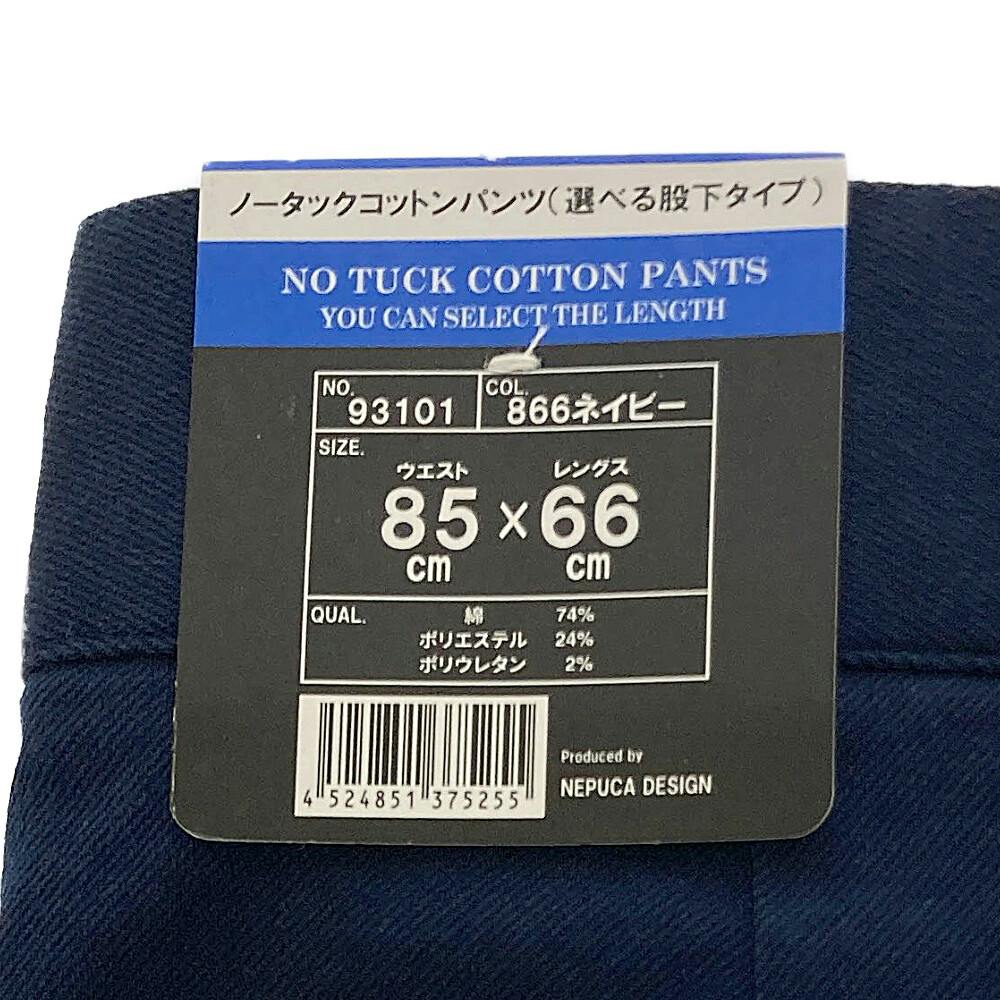 ノータックコットンパンツ(選べる股下タイプ)
NO TUCK COTTON PANTS
YOU CAN SELECT THE LENGTH
NO. 93101 COL. 866ネイビー
SIZE.
ウエスト レングス
85 × 66
cm cm
QUAL. 綿 74%
ポリエステル 24%
ポリウレタン 2%
Produced by
NEPUCA DESIGN
4 524851 375255